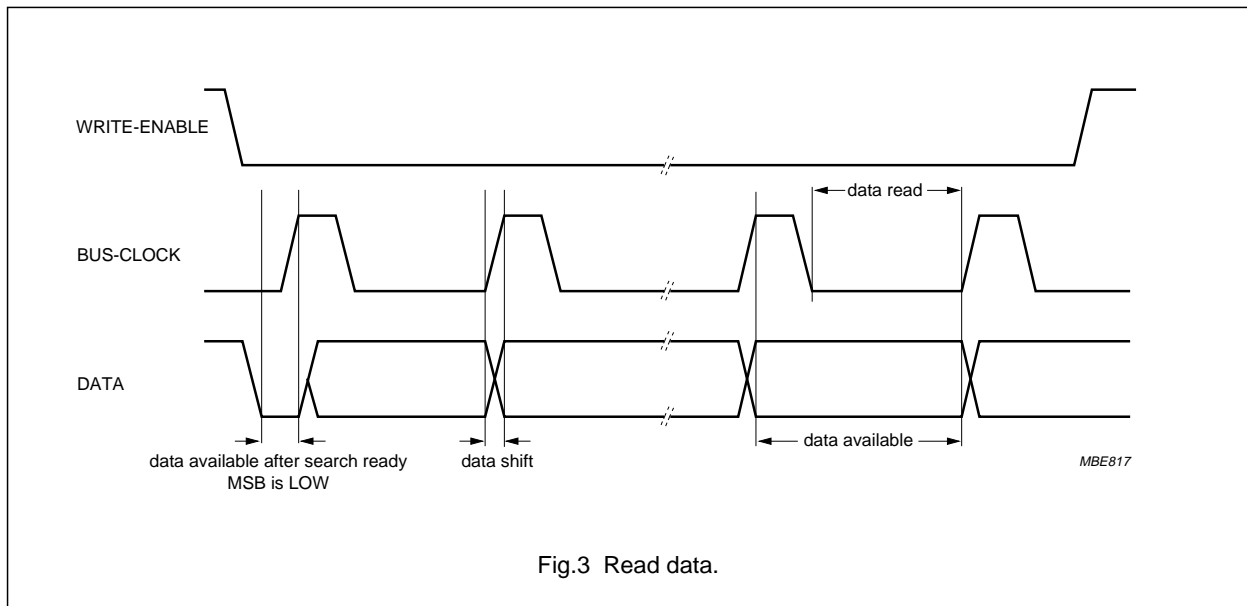 WRITE-ENABLE
data read
BUS-CLOCK
DATA
data available after search ready
MSB is LOW
data shift
data available
MBE817
Fig.3 Read data.